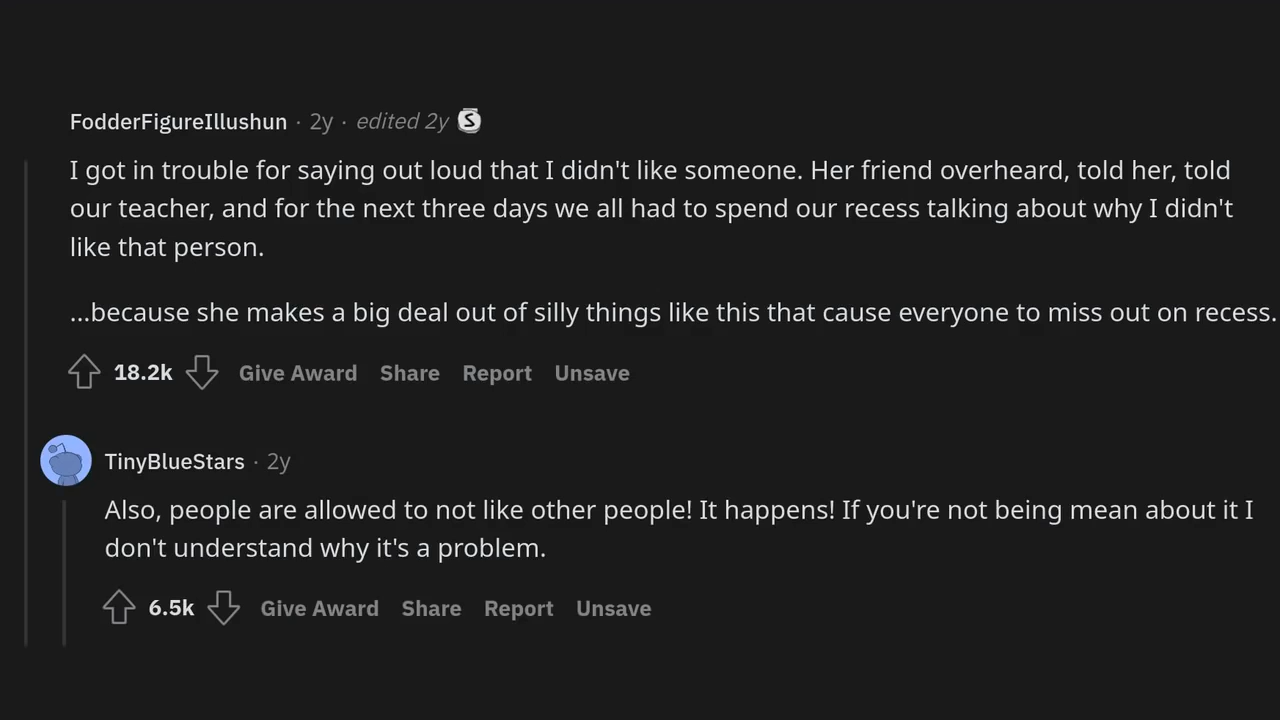 FodderFigureIllushun · 2y · edited 2y S
I got in trouble for saying out loud that I didn't like someone. Her friend overheard, told her, told
our teacher, and for the next three days we all had to spend our recess talking about why I didn't
like that person.
...because she makes a big deal out of silly things like this that cause everyone to miss out on recess.
18.2k Give Award Share Report Unsave
TinyBlueStars · 2y
Also, people are allowed to not like other people! It happens! If you're not being mean about it I
don't understand why it's a problem.
6.5k Give Award Share Report Unsave